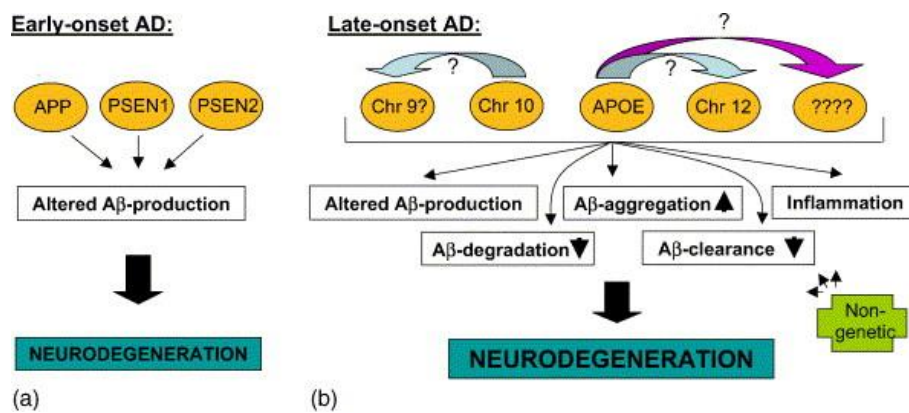 Early-onset AD:
APP PSEN1 PSEN2
Altered Aβ-production
NEURODEGENERATION
(a)
Late-onset AD:
?
? ?
Chr 9? Chr 10 APOE Chr 12 ????
Altered Aβ-production Aβ-aggregation Inflammation
Aβ-degradation Aβ-clearance
Non-
genetic
NEURODEGENERATION
(b)